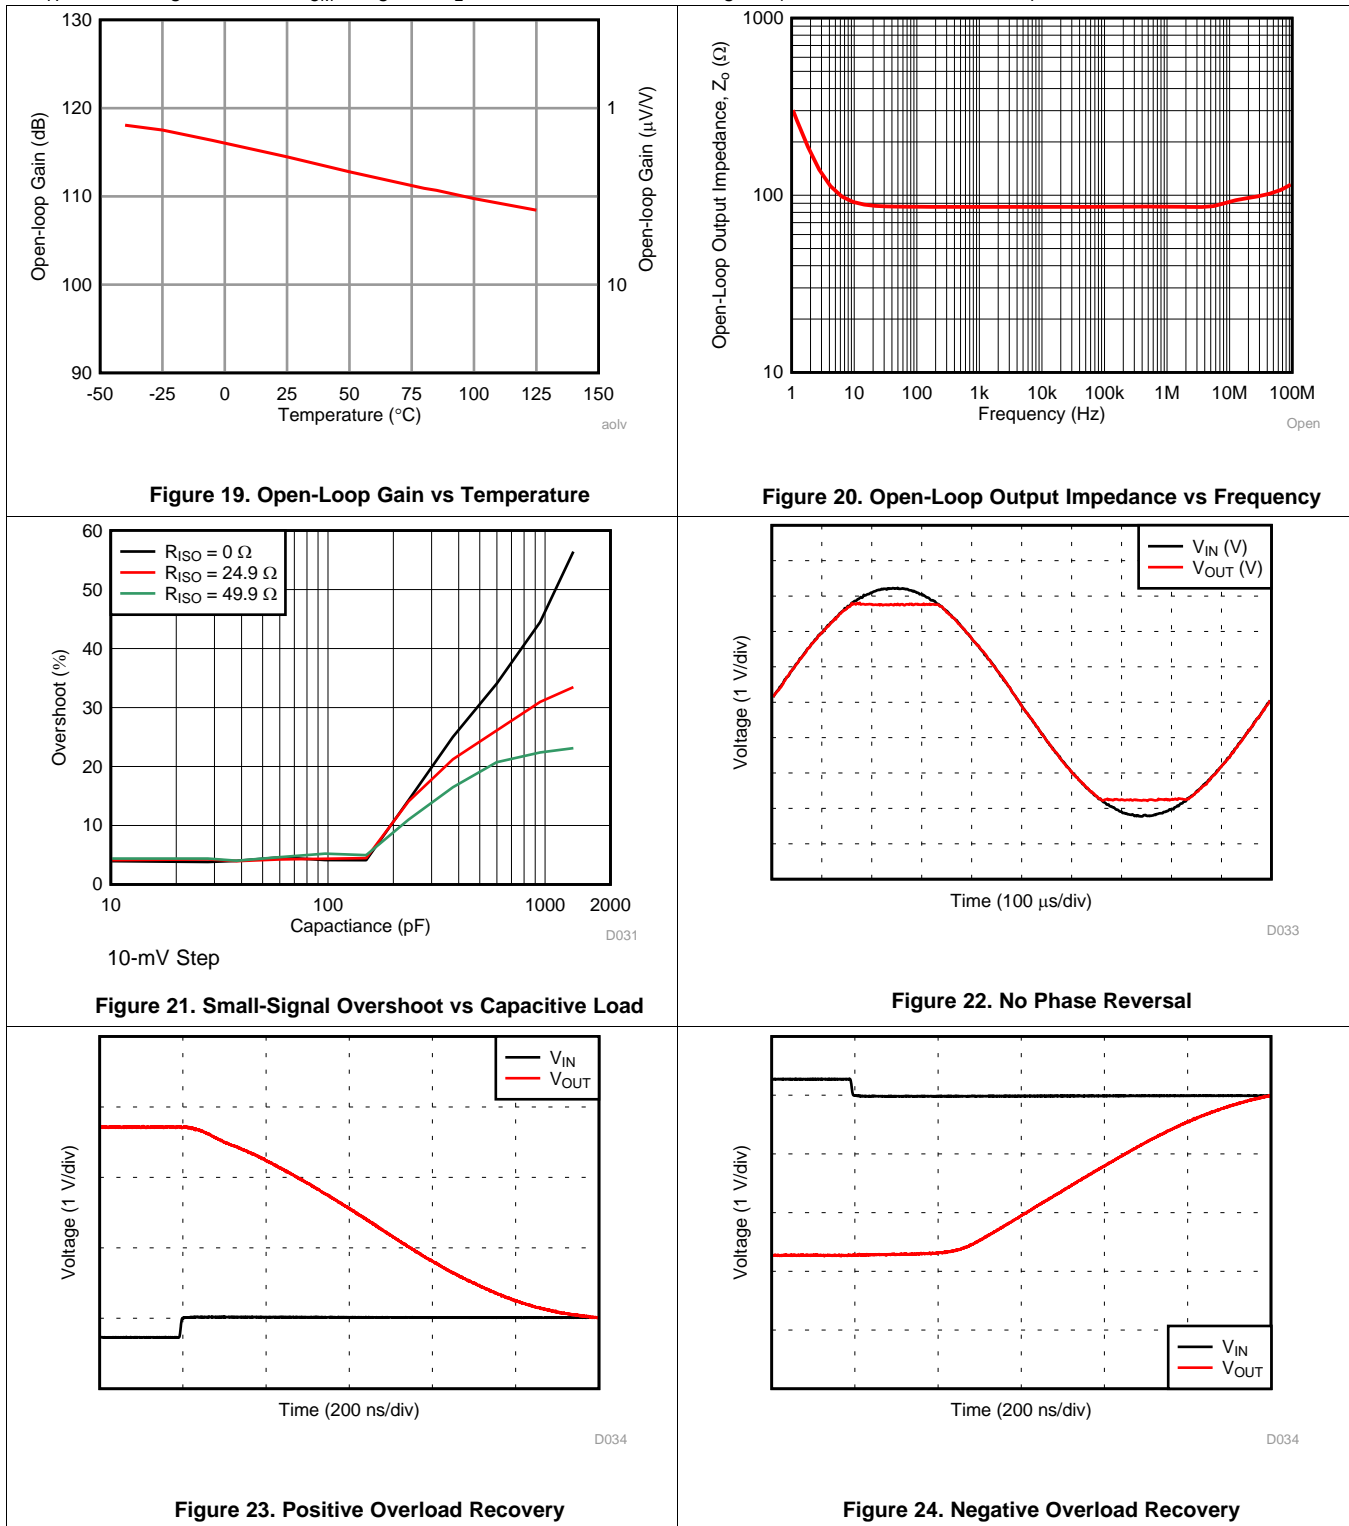 130
120
110
100
90
1
10
-50 -25 0 25 50 75 100 125 150
Open-loop Gain (dB)
Open-loop Gain (μV/V)
Temperature (°C)
aolv
Figure 19. Open-Loop Gain vs Temperature
1000
100
10
1 10 100 1k 10k 100k 1M 10M 100M
Open-Loop Output Impedance, Zo (Ω)
Frequency (Hz)
Open
Figure 20. Open-Loop Output Impedance vs Frequency
60
50
40
30
20
10
0
10 100 1000 2000
RISO = 0 Ω
RISO = 24.9 Ω
RISO = 49.9 Ω
Overshoot (%)
Capactiance (pF)
D031
10-mV Step
Figure 21. Small-Signal Overshoot vs Capacitive Load
VIN (V)
VOUT (V)
Voltage (1 V/div)
Time (100 μs/div)
D033
Figure 22. No Phase Reversal
VIN
VOUT
Voltage (1 V/div)
Time (200 ns/div)
D034
Figure 23. Positive Overload Recovery
VIN
VOUT
Voltage (1 V/div)
Time (200 ns/div)
D034
Figure 24. Negative Overload Recovery